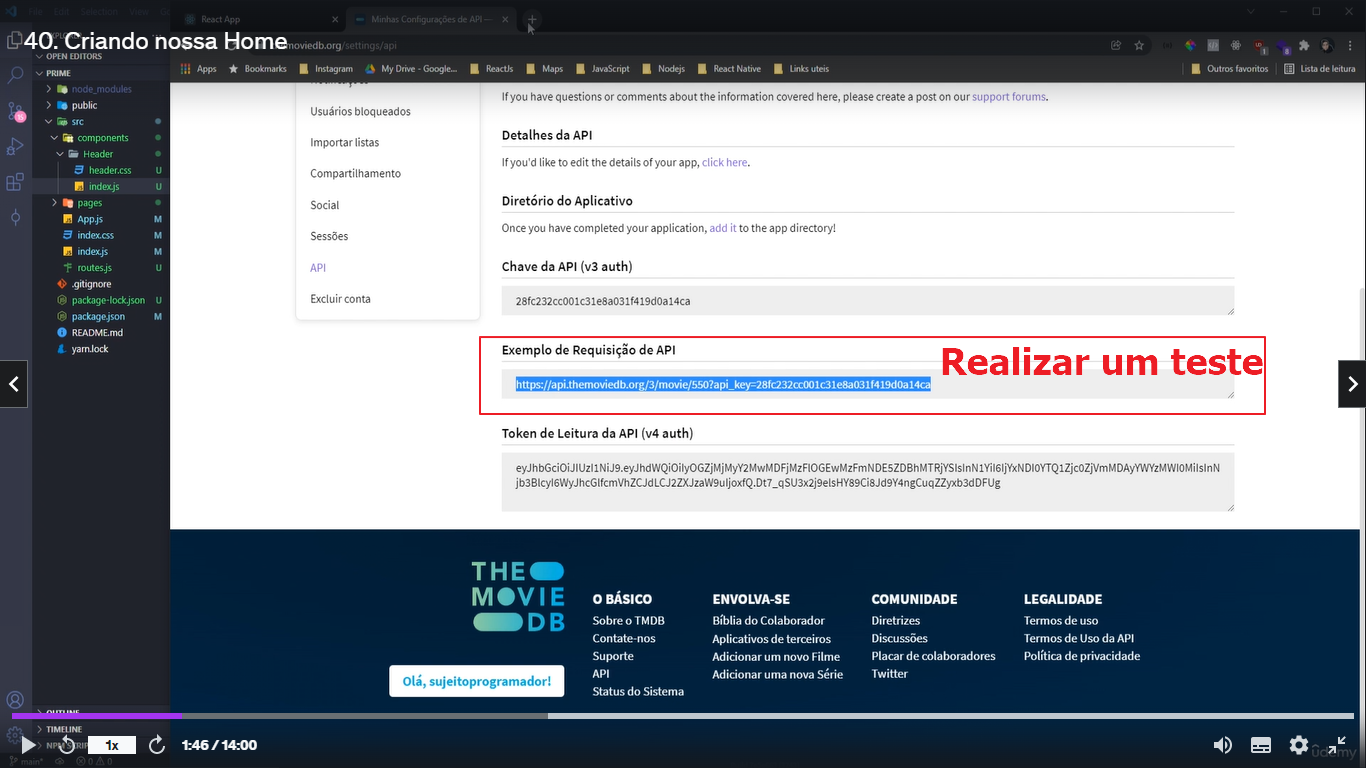 File Edit Selection View Go
React App
Minhas Configurações de API —
40. Criando nossa Home
moviedb.org/settings/api
OPEN EDITORS
Apps
Bookmarks
Instagram
My Drive - Google...
ReactJs
Maps
JavaScript
Nodejs
React Native
Links uteis
Outros favoritos
Lista de leitura
PRIME
node_modules
public
src
components
Header
header.css U
index.js U
pages
App.js M
index.css M
index.js M
routes.js U
.gitignore
package-lock.json U
package.json M
README.md
yarn.lock
Usuários bloqueados
Importar listas
Compartilhamento
Social
Sessões
API
Excluir conta
If you have questions or comments about the information covered here, please create a post on our support forums.
Detalhes da API
If you'd like to edit the details of your app, click here.
Diretório do Aplicativo
Once you have completed your application, add it to the app directory!
Chave da API (v3 auth)
28fc232cc001c31e8a031f419d0a14ca
Exemplo de Requisição de API
Realizar um teste
https://api.themoviedb.org/3/movie/550?api_key=28fc232cc001c31e8a031f419d0a14ca
Token de Leitura da API (v4 auth)
THE
MOVIE
DB
Olá, sujeitoprogramador!
O BÁSICO
Sobre o TMDB
Contate-nos
Suporte
API
Status do Sistema
ENVOLVA-SE
Bíblia do Colaborador
Aplicativos de terceiros
Adicionar um novo Filme
Adicionar uma nova Série
COMUNIDADE
Diretrizes
Discussões
Placar de colaboradores
Twitter
LEGALIDADE
Termos de uso
Termos de Uso da API
Política de privacidade
OUTLINE
TIMELINE
1x
1:46 / 14:00
main*
udemy